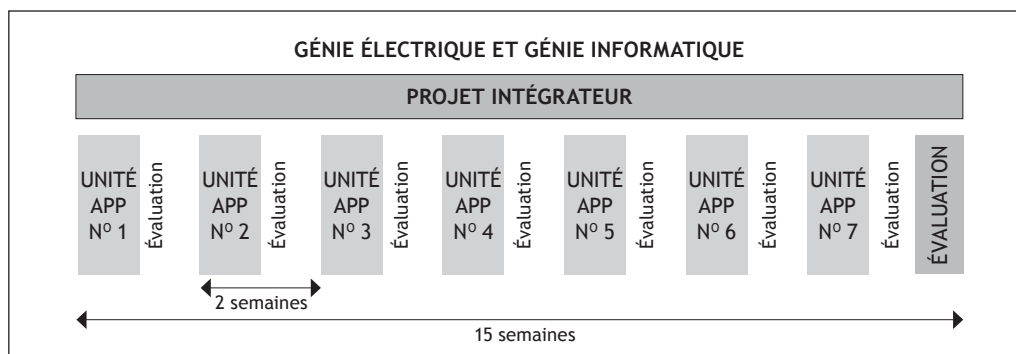 GÉNIE ÉLECTRIQUE ET GÉNIE INFORMATIQUE
PROJET INTÉGRATEUR
UNITÉ
APP
Nº 1
Évaluation
UNITÉ
APP
Nº 2
Évaluation
UNITÉ
APP
Nº 3
Évaluation
UNITÉ
APP
Nº 4
Évaluation
UNITÉ
APP
Nº 5
Évaluation
UNITÉ
APP
Nº 6
Évaluation
UNITÉ
APP
Nº 7
Évaluation
ÉVALUATION
2 semaines
15 semaines